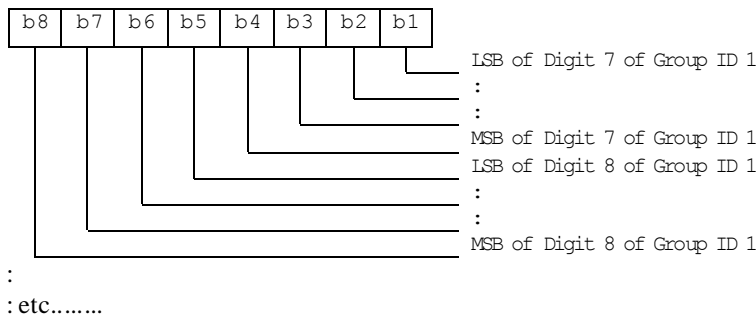 b8 b7 b6 b5 b4 b3 b2 b1
LSB of Digit 7 of Group ID 1
:
:
MSB of Digit 7 of Group ID 1
LSB of Digit 8 of Group ID 1
:
:
MSB of Digit 8 of Group ID 1
:
: etc........